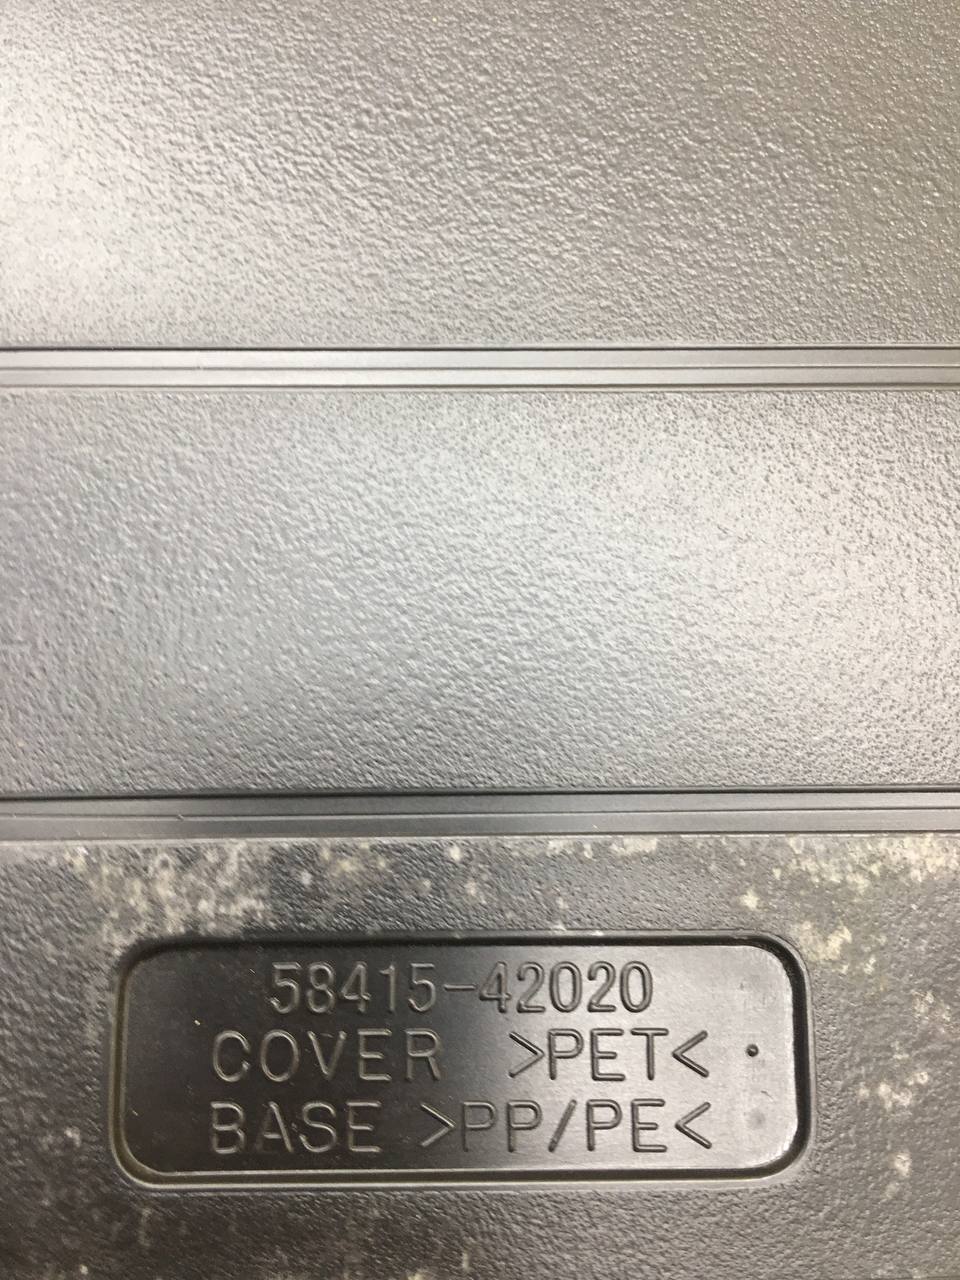 58415-42020
COVER >PET<
BASE >PP/PE<